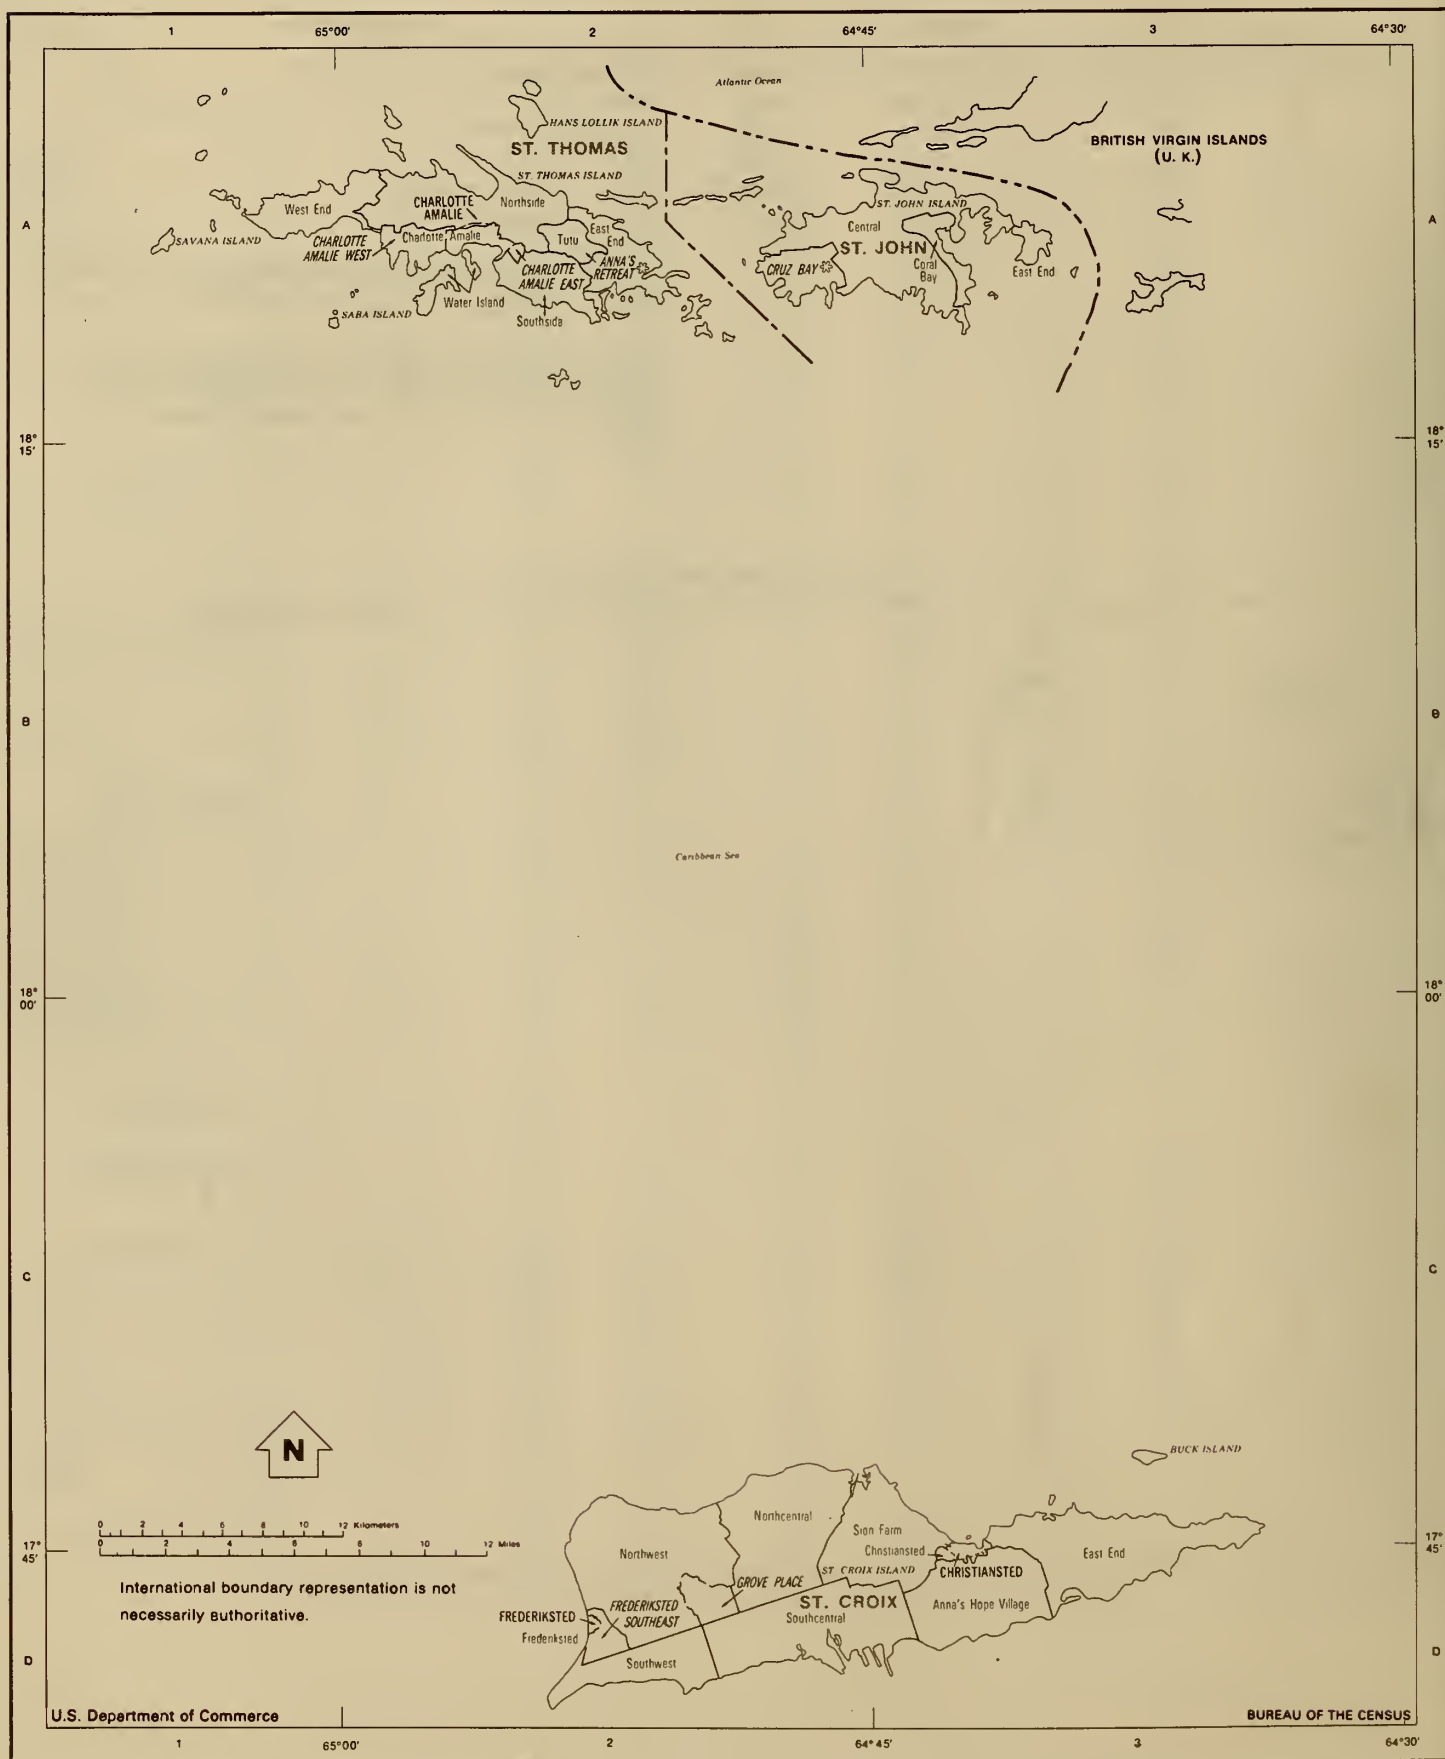 1
65°00'
2
64°45'
3
64°30'
Atlantic Ocean
HANS LOLLIK ISLAND
BRITISH VIRGIN ISLANDS
(U. K.)
ST. THOMAS
ST. THOMAS ISLAND
CHARLOTTE
AMALIE
Northside
West End
ST. JOHN ISLAND
A
A
Central
East
End
SAVANA ISLAND
CHARLOTTE
AMALIE WEST
Charlotte Amalie
Tutu
ST. JOHN
ANNA'S
RETREAT
CRUZ BAY
Coral
Bay
East End
CHARLOTTE
AMALIE EAST
Water Island
SABA ISLAND
Southside
18°
15'
18°
15'
B
B
Caribbean Sea
18°
00'
18°
00'
C
C
N
BUCK ISLAND
0 2 4 6 8 10 12 Kilometers
0 2 4 6 8 10 12 Miles
17°
45'
17°
45'
Northcentral
Sion Farm
Christiansted
Northwest
East End
ST CROIX ISLAND
CHRISTIANSTED
GROVE PLACE
International boundary representation is not
necessarily authoritative.
ST. CROIX
Anna's Hope Village
FREDERIKSTED
SOUTHEAST
FREDERIKSTED
Southcentral
Frederiksted
Southwest
D
D
U.S. Department of Commerce
BUREAU OF THE CENSUS
1
65°00'
2
64°45'
3
64°30'